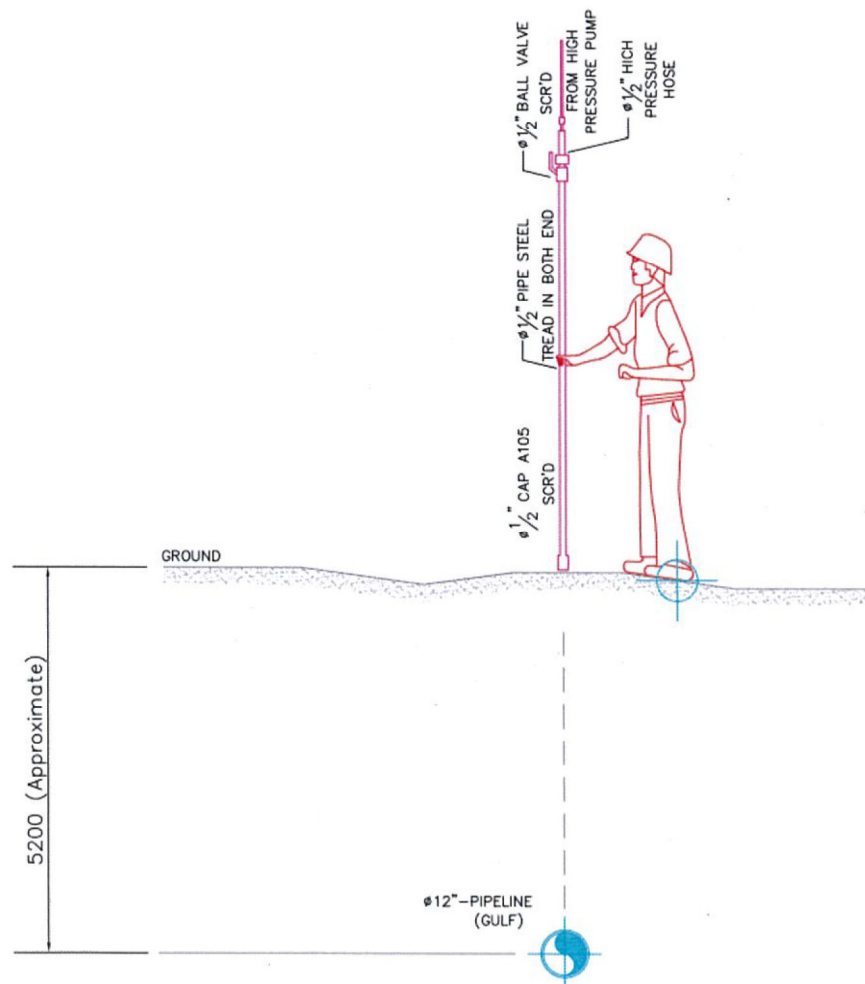 ø1/2" BALL VALVE
SCR'D
FROM HIGH
PRESSURE PUMP
ø1/2" HICH
PRESSURE
HOSE
ø1/2" PIPE STEEL
TREAD IN BOTH END
ø1/2" CAP A105
SCR'D
GROUND
5200 (Approximate)
ø12"-PIPELINE
(GULF)